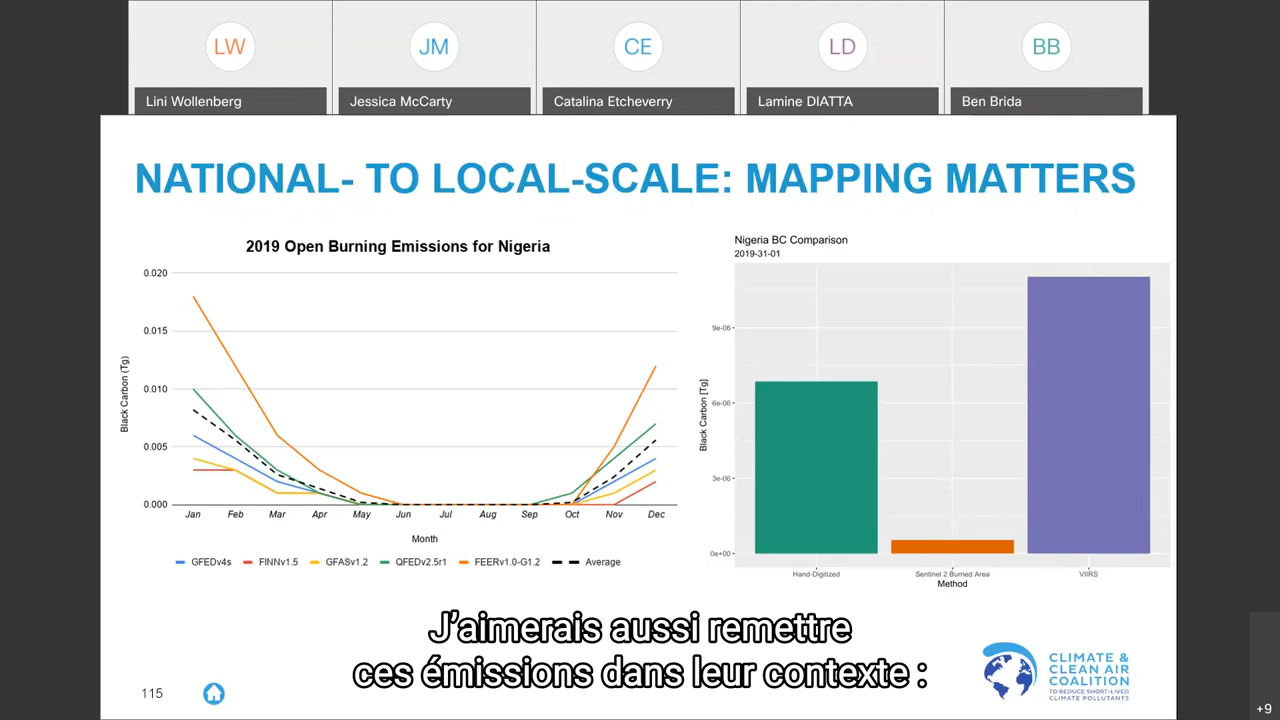 LW
JM
CE
LD
BB
Lini Wollenberg
Jessica McCarty
Catalina Etcheverry
Lamine DIATTA
Ben Brida
NATIONAL- TO LOCAL-SCALE: MAPPING MATTERS
2019 Open Burning Emissions for Nigeria
0.020
0.015
0.010
0.005
0.000
Black Carbon (Tg)
Jan Feb Mar Apr May Jun Jul Aug Sep Oct Nov Dec
Month
GFEDv4s FINNv1.5 GFASv1.2 QFEDv2.5r1 FEERv1.0-G1.2 Average
Nigeria BC Comparison
2019-31-01
9e-06
6e-06
3e-06
0e+00
Black Carbon [Tg]
Hand-Digitized Sentinel 2 Burned Area VIIRS
Method
J'aimerais aussi remettre
ces émissions dans leur contexte :
115
CLIMATE &
CLEAN AIR
COALITION
TO REDUCE SHORT-LIVED
CLIMATE POLLUTANTS
+9